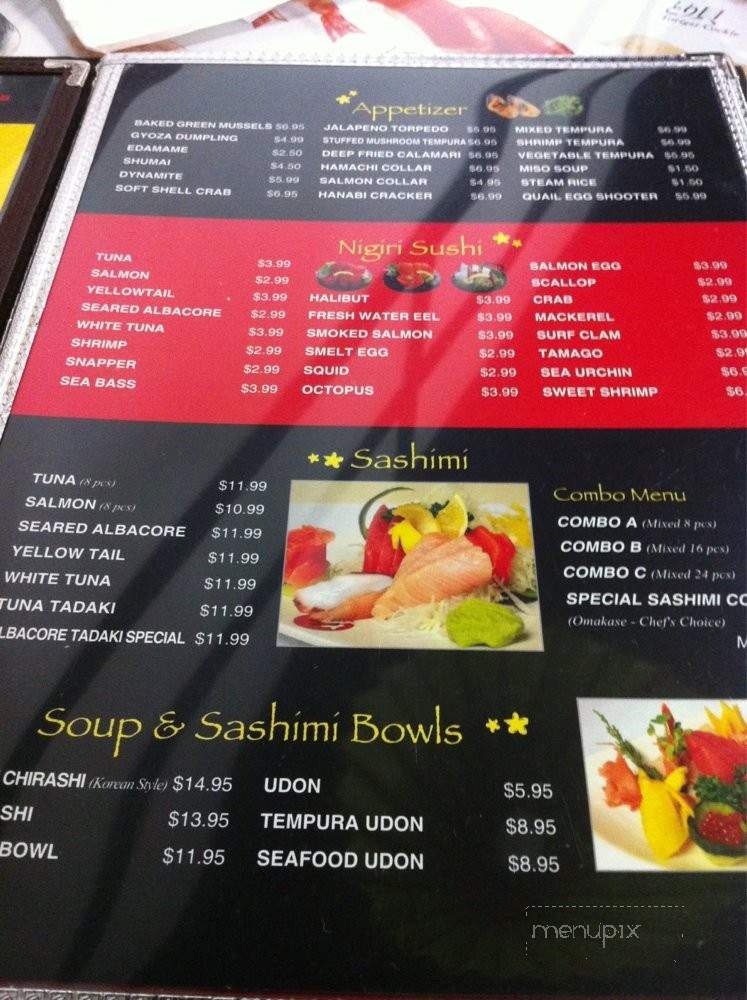 Appetizer
BAKED GREEN MUSSELS $6.95
GYOZA DUMPLING $4.99
EDAMAME $2.50
SHUMAI $4.50
DYNAMITE $5.99
SOFT SHELL CRAB $6.95
JALAPENO TORPEDO $5.95
STUFFED MUSHROOM TEMPURA $6.95
DEEP FRIED CALAMARI $6.95
HAMACHI COLLAR $6.95
SALMON COLLAR $4.95
HANABI CRACKER $6.99
MIXED TEMPURA $6.99
SHRIMP TEMPURA $6.99
VEGETABLE TEMPURA $5.95
MISO SOUP $1.50
STEAM RICE $1.50
QUAIL EGG SHOOTER $5.99
Nigiri Sushi
TUNA $3.99
SALMON $2.99
YELLOWTAIL $3.99
SEARED ALBACORE $2.99
WHITE TUNA $3.99
SHRIMP $2.99
SNAPPER $2.99
SEA BASS $3.99
HALIBUT $3.99
FRESH WATER EEL $3.99
SMOKED SALMON $3.99
SMELT EGG $2.99
SQUID $2.99
OCTOPUS $3.99
SALMON EGG $3.99
SCALLOP $2.99
CRAB $2.99
MACKEREL $2.99
SURF CLAM $3.99
TAMAGO $2.9
SEA URCHIN $6.
SWEET SHRIMP $6.
Sashimi
TUNA (8 pcs) $11.99
SALMON (8 pcs) $10.99
SEARED ALBACORE $11.99
YELLOW TAIL $11.99
WHITE TUNA $11.99
TUNA TADAKI $11.99
LBACORE TADAKI SPECIAL $11.99
Combo Menu
COMBO A (Mixed 8 pcs)
COMBO B (Mixed 16 pcs)
COMBO C (Mixed 24 pcs)
SPECIAL SASHIMI CO
(Omakase - Chef's Choice)
M
Soup & Sashimi Bowls
CHIRASHI (Korean Style) $14.95
SHI $13.95
BOWL $11.95
UDON $5.95
TEMPURA UDON $8.95
SEAFOOD UDON $8.95
menupix